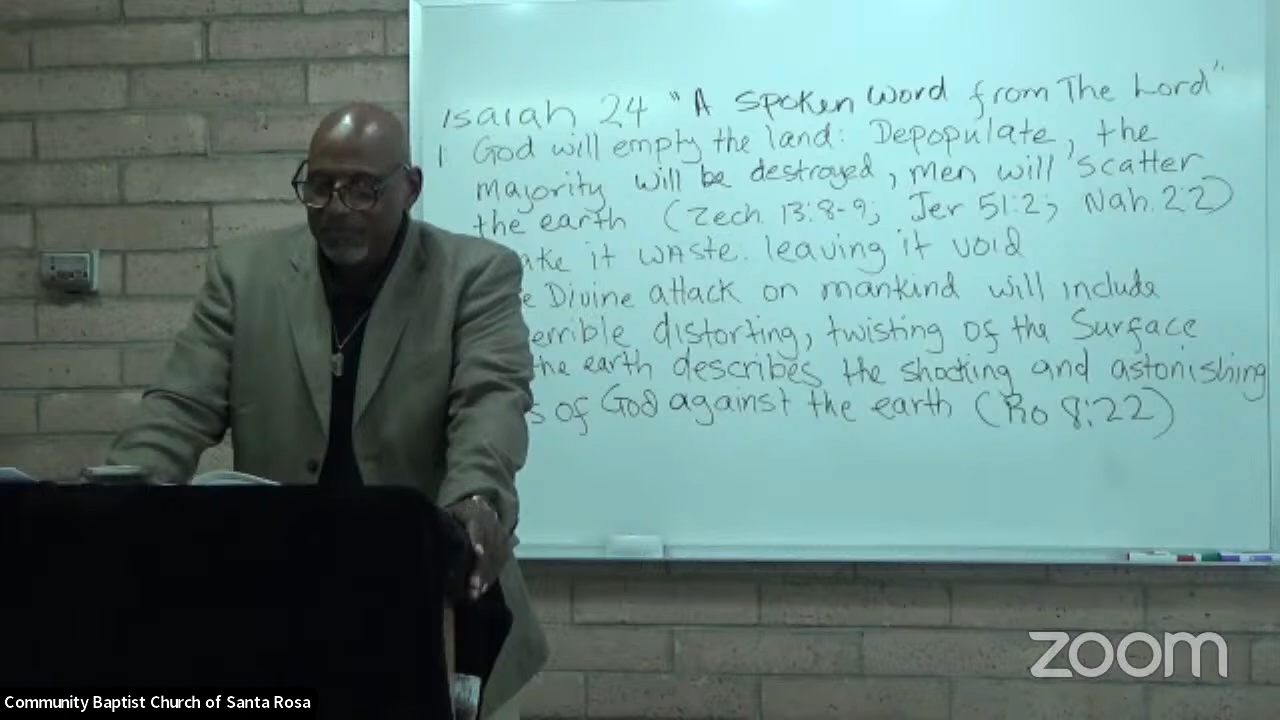 Isaiah 24 "A Spoken Word from The Lord"
1 God will empty the land: Depopulate, the
majority will be destroyed, men will scatter
the earth (Zech. 13:8-9; Jer 51:2; Nah. 2:2)
ake it waste. leaving it void
e Divine attack on mankind will include
errible distorting, twisting of the Surface
the earth describes the shocking and astonishing
s of God against the earth (Ro 8:22)
zoom
Community Baptist Church of Santa Rosa